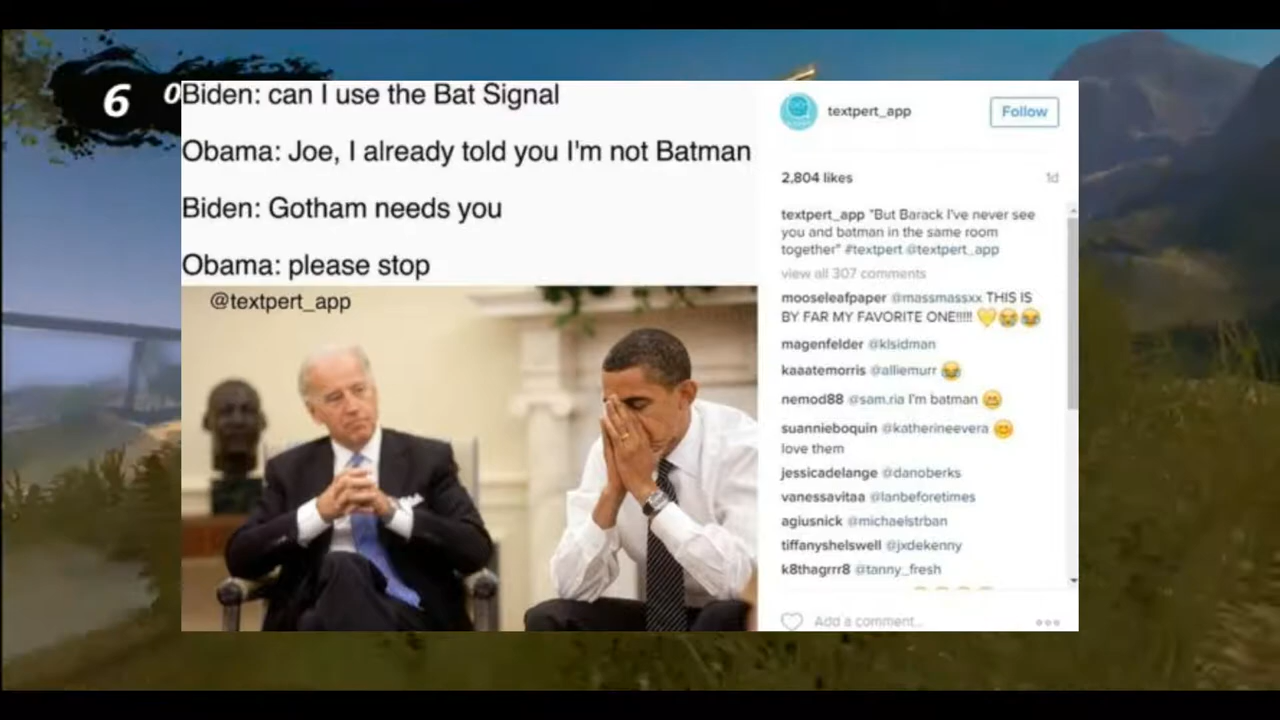 6
0
Biden: can I use the Bat Signal
Obama: Joe, I already told you I'm not Batman
Biden: Gotham needs you
Obama: please stop
@textpert_app
textpert_app
Follow
2,804 likes
1d
textpert_app "But Barack I've never see
you and batman in the same room
together" #textpert @textpert_app
view all 307 comments
mooseleafpaper @massmassxx THIS IS
BY FAR MY FAVORITE ONE!!!!! 💛😂😂
magenfelder @klsidman
kaaatemorris @alliemurr 😂
nemod88 @sam.ria I'm batman 😄
suannieboquin @katherineevera 😊
love them
jessicadelange @danoberks
vanessavitaa @lanbeforetimes
agiusnick @michaelstrban
tiffanyshelswell @jxdekenny
k8thagrrr8 @tanny_fresh
Add a comment...